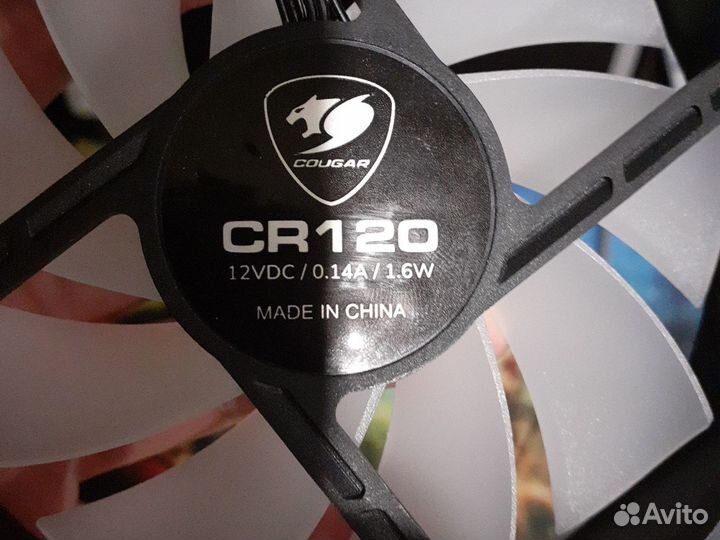 COUGAR
CR120
12VDC / 0.14A / 1.6W
MADE IN CHINA
Avito